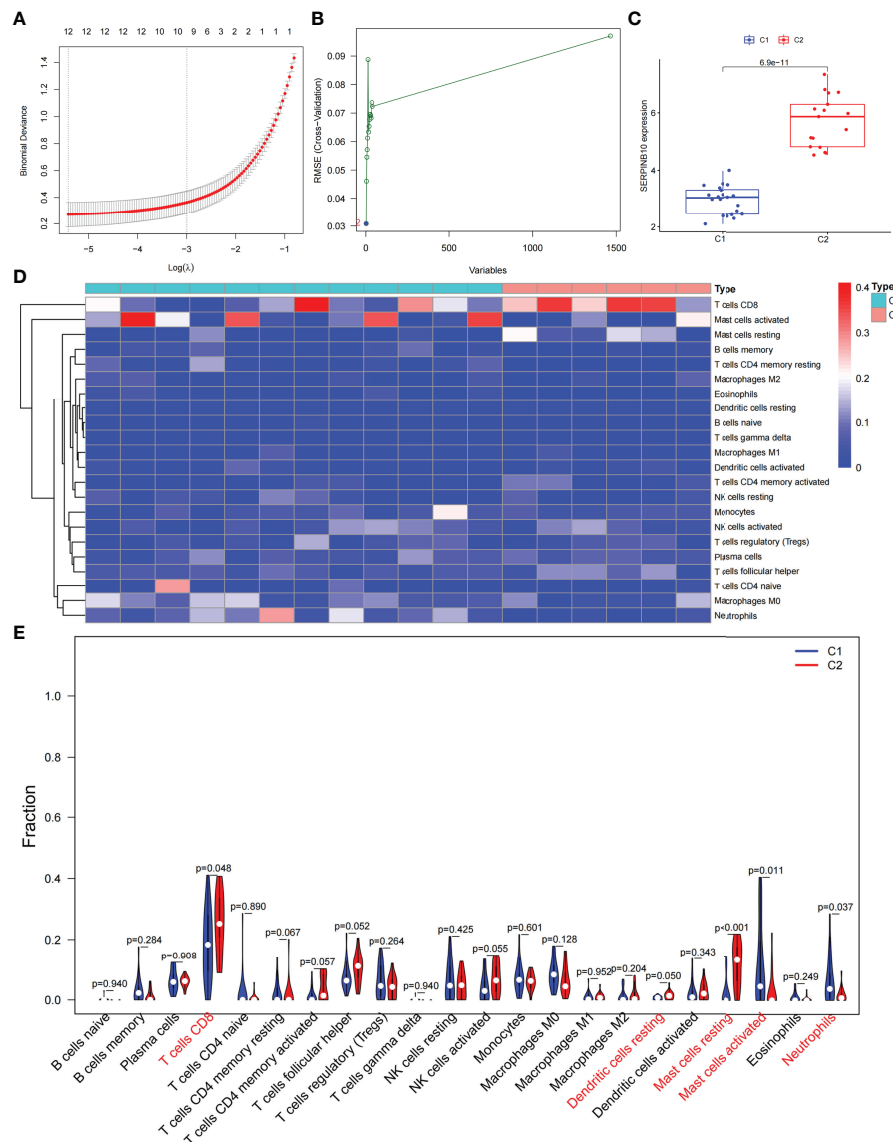 A
12 12 12 12 12 10 10 9 6 3 2 2 1 1 1
Binomial Deviance
1.4
1.2
1.0
0.8
0.6
0.4
0.2
−5 −4 −3 −2 −1
Log(λ)
B
RMSE (Cross-Validation)
0.09
0.08
0.07
0.06
0.05
0.04
0.03
2
0 500 1000 1500
Variables
C
C1 C2
6.9e−11
SERPINB10 expression
8
6
4
2
C1 C2
D
Type
T cells CD8
Mast cells activated
Mast cells resting
B cells memory
T cells CD4 memory resting
Macrophages M2
Eosinophils
Dendritic cells resting
B cells naive
T cells gamma delta
Macrophages M1
Dendritic cells activated
T cells CD4 memory activated
NK cells resting
Monocytes
NK cells activated
T cells regulatory (Tregs)
Plasma cells
T cells follicular helper
T cells CD4 naive
Macrophages M0
Neutrophils
0.4
0.3
0.2
0.1
0
Type
C
C
E
C1
C2
Fraction
1.0
0.8
0.6
0.4
0.2
0.0
p=0.940
p=0.284
p=0.908
p=0.048
p=0.890
p=0.067
p=0.057
p=0.052
p=0.264
p=0.940
p=0.425
p=0.055
p=0.601
p=0.128
p=0.952
p=0.204
p=0.050
p=0.343
p<0.001
p=0.011
p=0.249
p=0.037
B cells naive
B cells memory
Plasma cells
T cells CD8
T cells CD4 naive
T cells CD4 memory resting
T cells CD4 memory activated
T cells follicular helper
T cells regulatory (Tregs)
T cells gamma delta
NK cells resting
NK cells activated
Monocytes
Macrophages M0
Macrophages M1
Macrophages M2
Dendritic cells resting
Dendritic cells activated
Mast cells resting
Mast cells activated
Eosinophils
Neutrophils